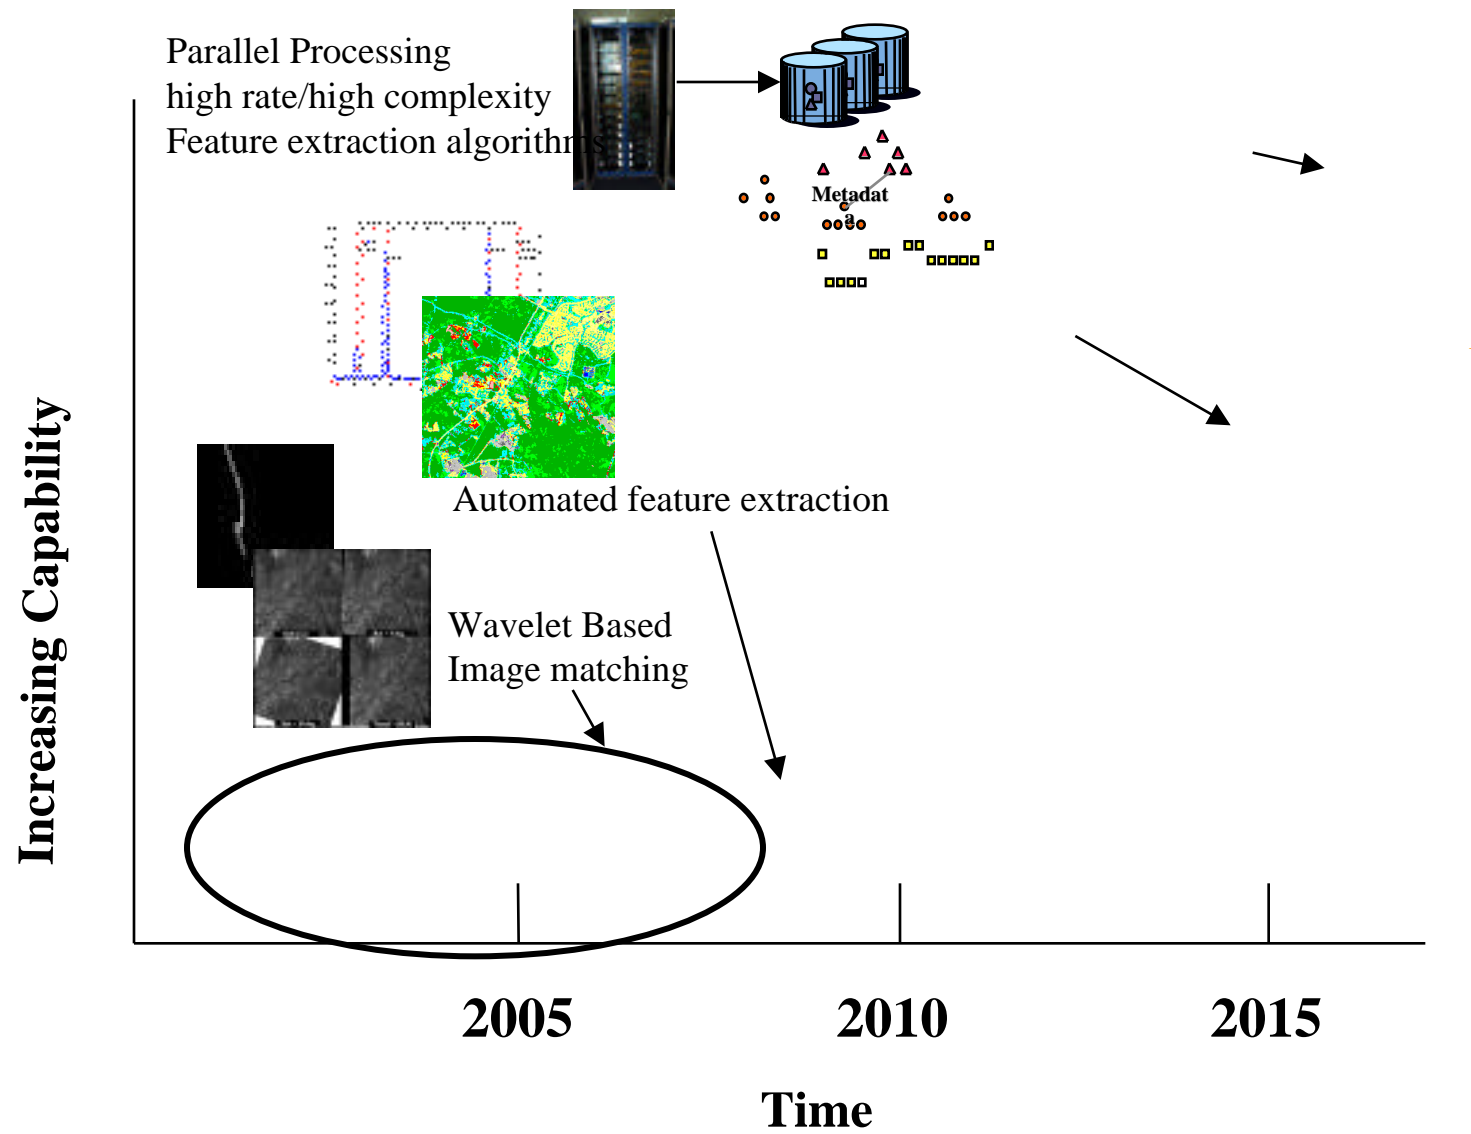 Parallel Processing
high rate/high complexity
Feature extraction algorithms
Metadat
a
Automated feature extraction
Wavelet Based
Image matching
Increasing Capability
2005 2010 2015
Time